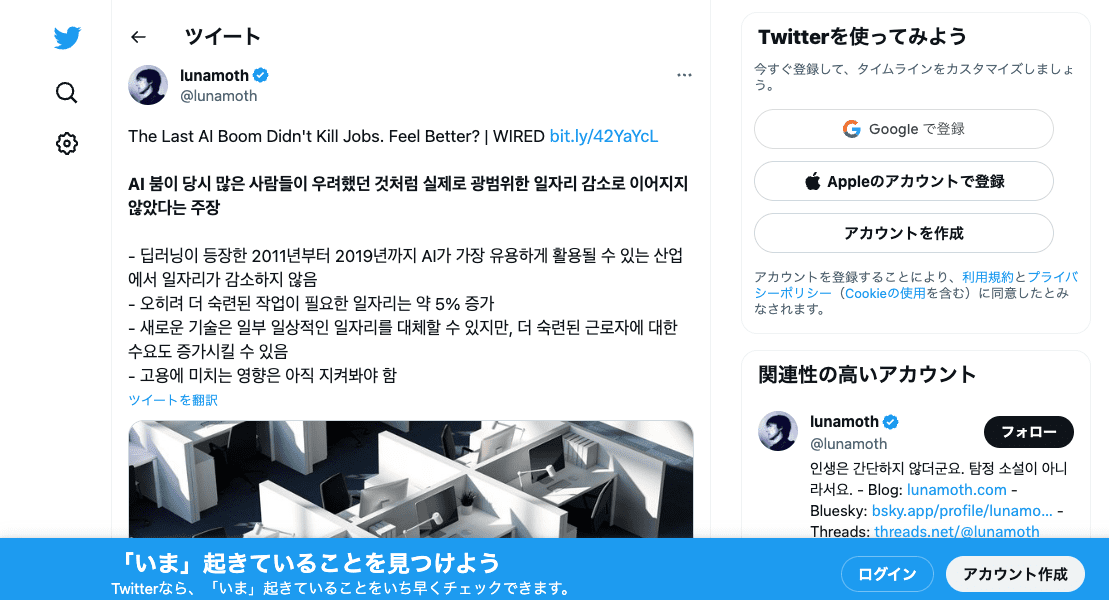 ツイート
lunamoth
@lunamoth
The Last AI Boom Didn't Kill Jobs. Feel Better? | WIRED bit.ly/42YaYcL
AI 붐이 당시 많은 사람들이 우려했던 것처럼 실제로 광범위한 일자리 감소로 이어지지
않았다는 주장
- 딥러닝이 등장한 2011년부터 2019년까지 AI가 가장 유용하게 활용될 수 있는 산업
에서 일자리가 감소하지 않음
- 오히려 더 숙련된 작업이 필요한 일자리는 약 5% 증가
- 새로운 기술은 일부 일상적인 일자리를 대체할 수 있지만, 더 숙련된 근로자에 대한
수요도 증가시킬 수 있음
- 고용에 미치는 영향은 아직 지켜봐야 함
ツイートを翻訳
Twitterを使ってみよう
今すぐ登録して、タイムラインをカスタマイズしましょ
う。
Google で登録
Appleのアカウントで登録
アカウントを作成
アカウントを登録することにより、利用規約とプライバ
シーポリシー（Cookieの使用を含む）に同意したとみ
なされます。
関連性の高いアカウント
lunamoth
@lunamoth
フォロー
인생은 간단하지 않더군요. 탐정 소설이 아니
라서요. - Blog: lunamoth.com -
Bluesky: bsky.app/profile/lunamo... -
Threads: threads.net/@lunamoth
「いま」起きていることを見つけよう
Twitterなら、「いま」起きていることをいち早くチェックできます。
ログイン
アカウント作成